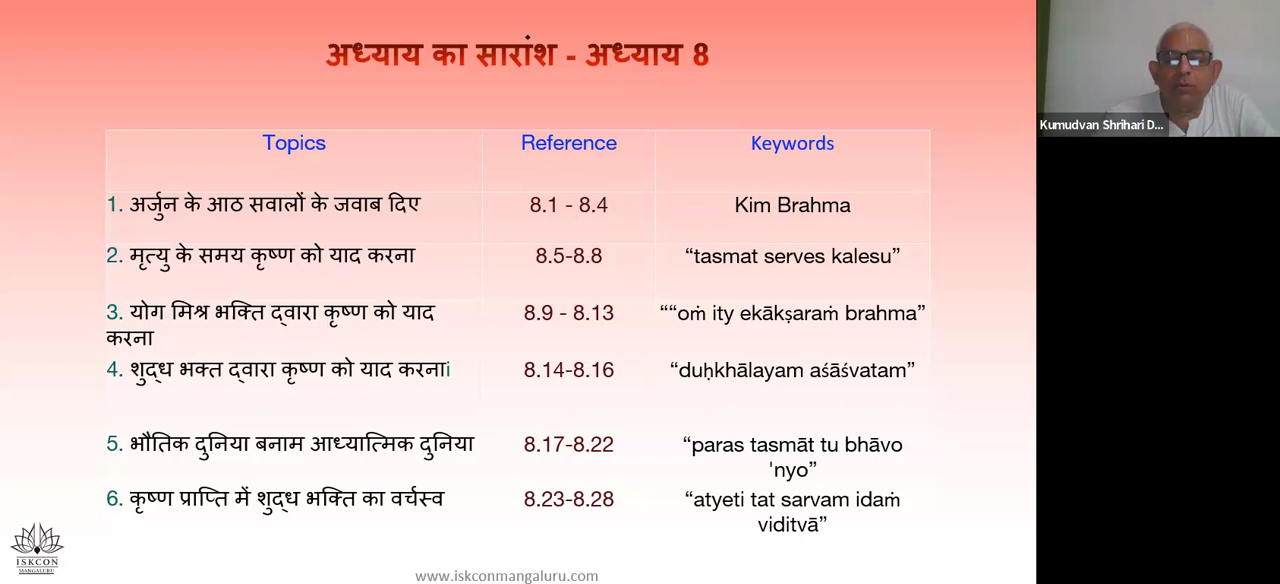 अध्याय का सारांश - अध्याय 8
Kumudvan Shrihari D...
Topics Reference Keywords
1. अर्जुन के आठ सवालों के जवाब दिए 8.1 - 8.4 Kim Brahma
2. मृत्यु के समय कृष्ण को याद करना 8.5-8.8 “tasmat serves kalesu”
3. योग मिश्र भक्ति द्वारा कृष्ण को याद 8.9 - 8.13 ““oṁ ity ekākṣaraṁ brahma”
करना
4. शुद्ध भक्त द्वारा कृष्ण को याद करनाi 8.14-8.16 “duḥkhālayam aśāśvatam”
5. भौतिक दुनिया बनाम आध्यात्मिक दुनिया 8.17-8.22 “paras tasmāt tu bhāvo
'nyo”
6. कृष्ण प्राप्ति में शुद्ध भक्ति का वर्चस्व 8.23-8.28 “atyeti tat sarvam idaṁ
viditvā”
ISKCON
MANGALURU
www.iskconmangaluru.com